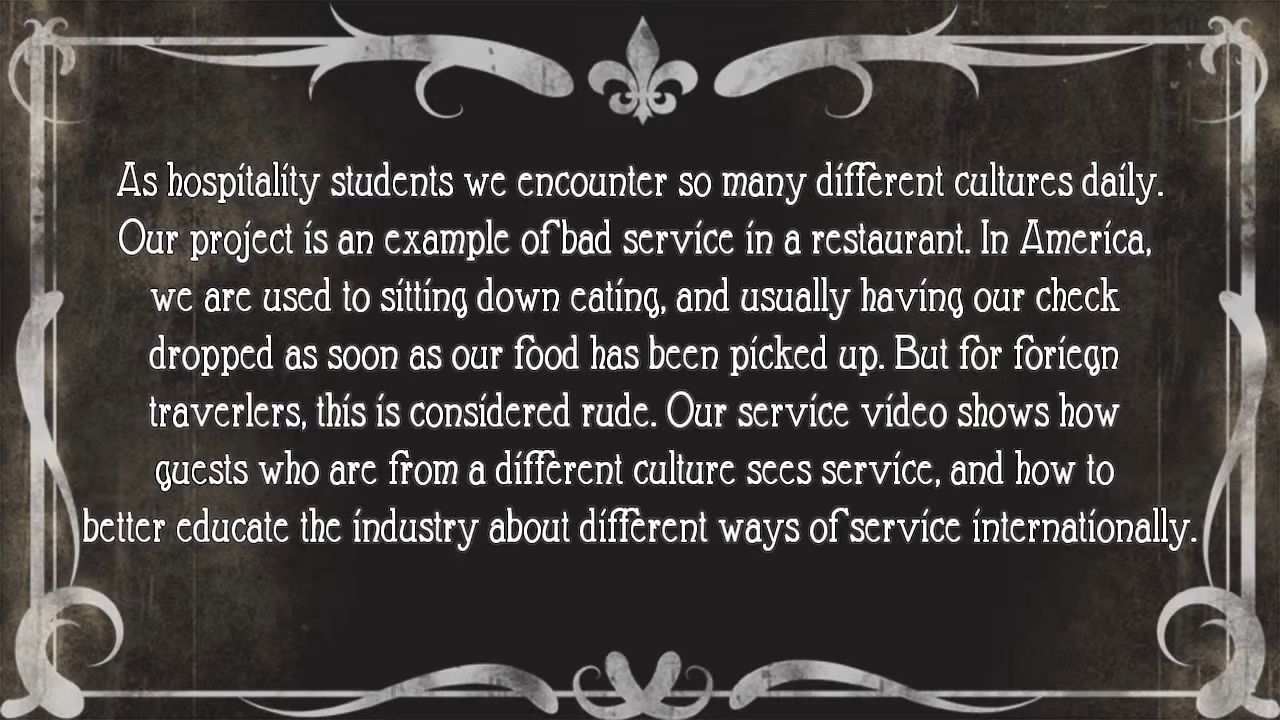 As hospitality students we encounter so many different cultures daily.
Our project is an example of bad service in a restaurant. In America,
we are used to sitting down eating, and usually having our check
dropped as soon as our food has been picked up. But for foriegn
traverlers, this is considered rude. Our service video shows how
guests who are from a different culture sees service, and how to
better educate the industry about different ways of service internationally.